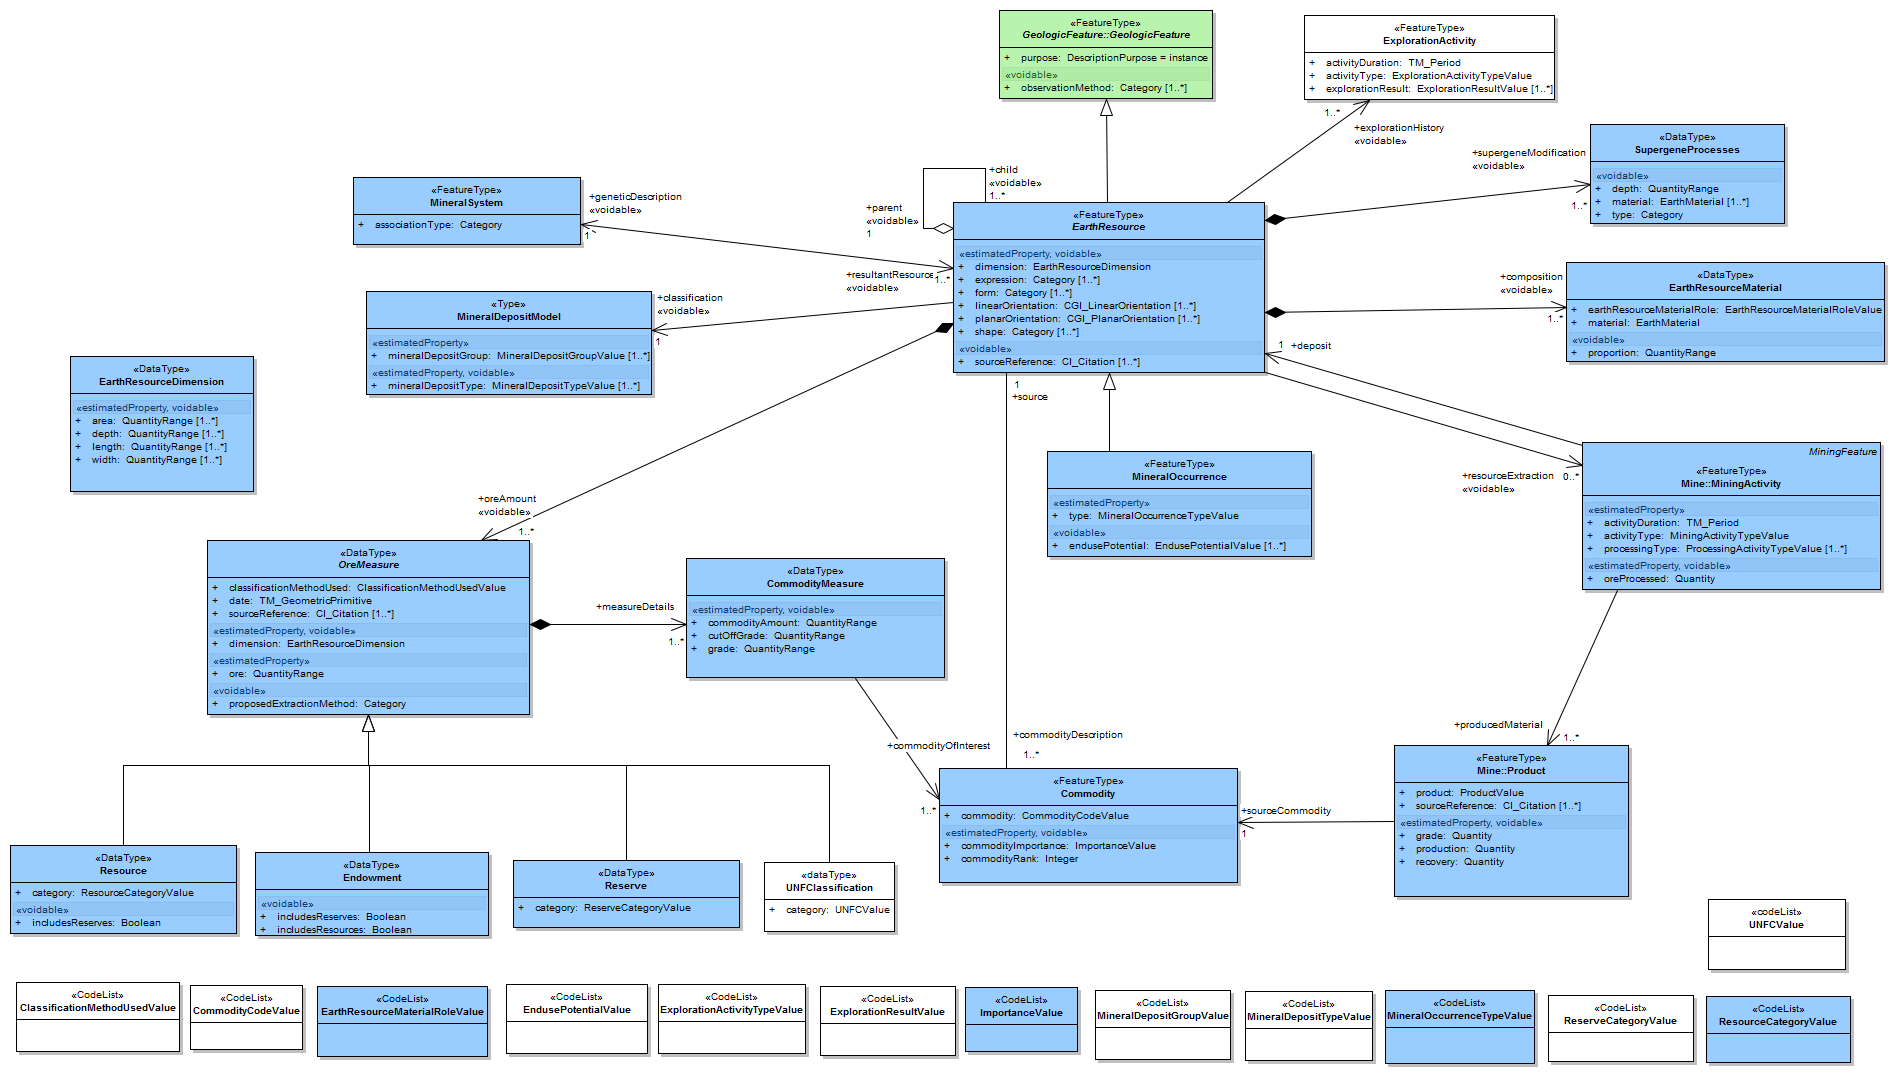 «FeatureType»
GeologicFeature::GeologicFeature
+ purpose: DescriptionPurpose = instance
«voidable»
+ observationMethod: Category [1..*]
«FeatureType»
ExplorationActivity
+ activityDuration: TM_Period
+ activityType: ExplorationActivityTypeValue
+ explorationResult: ExplorationResultValue [1..*]
1..*
+explorationHistory
«voidable»
«DataType»
SupergeneProcesses
«voidable»
+ depth: QuantityRange
+ material: EarthMaterial [1..*]
+ type: Category
+supergeneModification
«voidable»
1..*
+child
«voidable»
1..*
+parent
«voidable»
1
«FeatureType»
MineralSystem
+ associationType: Category
+geneticDescription
«voidable»
1
«FeatureType»
EarthResource
«estimatedProperty, voidable»
+ dimension: EarthResourceDimension
+ expression: Category [1..*]
+ form: Category [1..*]
+ linearOrientation: CGI_LinearOrientation [1..*]
+ planarOrientation: CGI_PlanarOrientation [1..*]
+ shape: Category [1..*]
«voidable»
+ sourceReference: CI_Citation [1..*]
+resultantResource
«voidable»
1..*
+composition
«voidable»
1..*
«DataType»
EarthResourceMaterial
+ earthResourceMaterialRole: EarthResourceMaterialRoleValue
+ material: EarthMaterial
«voidable»
+ proportion: QuantityRange
«Type»
MineralDepositModel
«estimatedProperty»
+ mineralDepositGroup: MineralDepositGroupValue [1..*]
«estimatedProperty, voidable»
+ mineralDepositType: MineralDepositTypeValue [1..*]
+classification
«voidable»
1
1 +deposit
«DataType»
EarthResourceDimension
«estimatedProperty, voidable»
+ area: QuantityRange [1..*]
+ depth: QuantityRange [1..*]
+ length: QuantityRange [1..*]
+ width: QuantityRange [1..*]
1
+source
«FeatureType»
MineralOccurrence
«estimatedProperty»
+ type: MineralOccurrenceTypeValue
«voidable»
+ endusePotential: EndusePotentialValue [1..*]
+resourceExtraction
«voidable»
0..*
MiningFeature
«FeatureType»
Mine::MiningActivity
«estimatedProperty»
+ activityDuration: TM_Period
+ activityType: MiningActivityTypeValue
+ processingType: ProcessingActivityTypeValue [1..*]
«estimatedProperty, voidable»
+ oreProcessed: Quantity
+oreAmount
«voidable»
1..*
«DataType»
OreMeasure
+ classificationMethodUsed: ClassificationMethodUsedValue
+ date: TM_GeometricPrimitive
+ sourceReference: CI_Citation [1..*]
«estimatedProperty, voidable»
+ dimension: EarthResourceDimension
«estimatedProperty»
+ ore: QuantityRange
«voidable»
+ proposedExtractionMethod: Category
+measureDetails
1..*
«DataType»
CommodityMeasure
«estimatedProperty, voidable»
+ commodityAmount: QuantityRange
+ cutOffGrade: QuantityRange
+ grade: QuantityRange
+commodityOfInterest
1..*
+commodityDescription
1..*
+producedMaterial
1..*
«FeatureType»
Commodity
+ commodity: CommodityCodeValue
«estimatedProperty, voidable»
+ commodityImportance: ImportanceValue
+ commodityRank: Integer
+sourceCommodity
1
«FeatureType»
Mine::Product
+ product: ProductValue
+ sourceReference: CI_Citation [1..*]
«estimatedProperty, voidable»
+ grade: Quantity
+ production: Quantity
+ recovery: Quantity
«DataType»
Resource
+ category: ResourceCategoryValue
«voidable»
+ includesReserves: Boolean
«DataType»
Endowment
«voidable»
+ includesReserves: Boolean
+ includesResources: Boolean
«DataType»
Reserve
+ category: ReserveCategoryValue
«dataType»
UNFClassification
+ category: UNFCValue
«codeList»
UNFCValue
«CodeList»
ClassificationMethodUsedValue
«CodeList»
CommodityCodeValue
«CodeList»
EarthResourceMaterialRoleValue
«CodeList»
EndusePotentialValue
«CodeList»
ExplorationActivityTypeValue
«CodeList»
ExplorationResultValue
«CodeList»
ImportanceValue
«CodeList»
MineralDepositGroupValue
«CodeList»
MineralDepositTypeValue
«CodeList»
MineralOccurrenceTypeValue
«CodeList»
ReserveCategoryValue
«CodeList»
ResourceCategoryValue